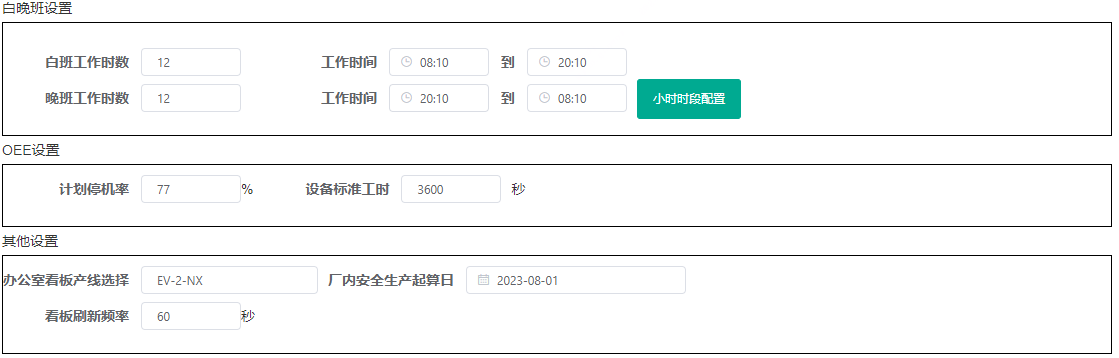 白晚班设置
白班工作时数 12 工作时间 08:10 到 20:10
晚班工作时数 12 工作时间 20:10 到 08:10 小时时段配置
OEE设置
计划停机率 77 % 设备标准工时 3600 秒
其他设置
办公室看板产线选择 EV-2-NX 厂内安全生产起算日 2023-08-01
看板刷新频率 60 秒